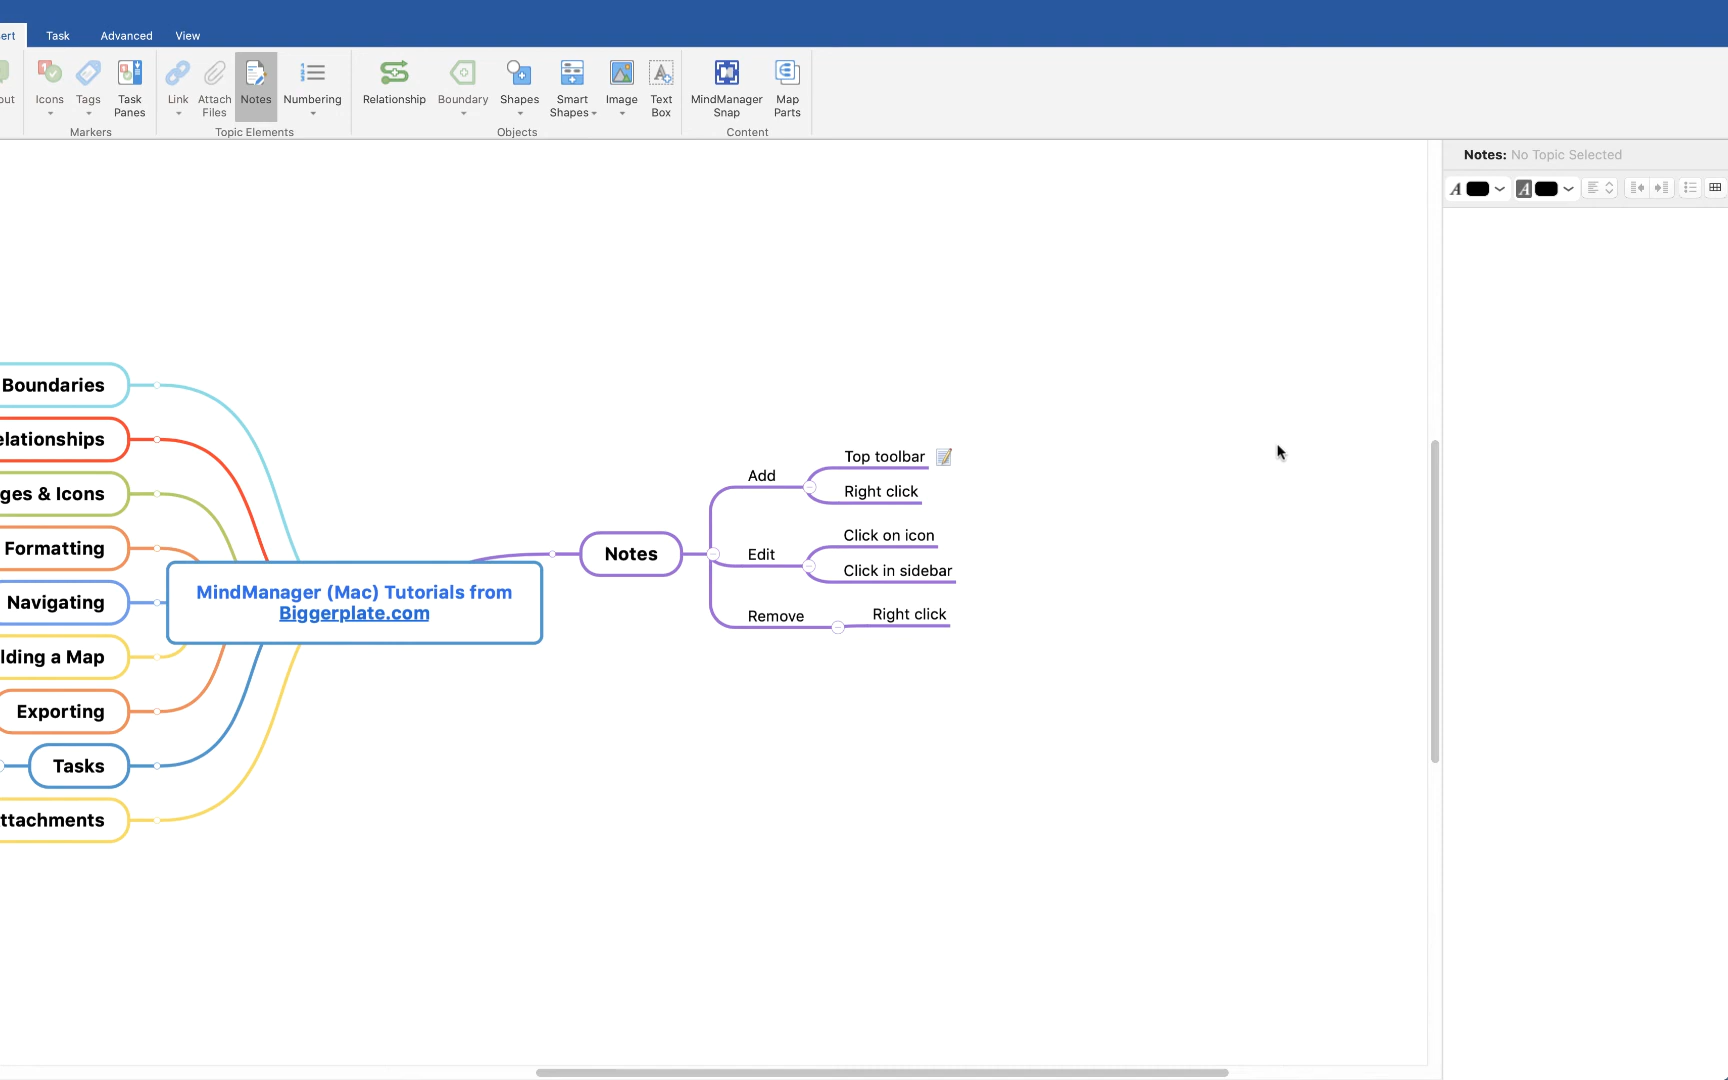 ert
Task
Advanced
View
out
Icons
Tags
Task
Panes
Link
Attach
Files
Notes
Numbering
Relationship
Boundary
Shapes
Smart
Shapes
Image
Text
Box
MindManager
Snap
Map
Parts
Markers
Topic Elements
Objects
Content
Notes: No Topic Selected
Boundaries
elationships
ges & Icons
Formatting
Navigating
lding a Map
Exporting
Tasks
ttachments
MindManager (Mac) Tutorials from
Biggerplate.com
Notes
Add
Top toolbar
Right click
Edit
Click on icon
Click in sidebar
Remove
Right click